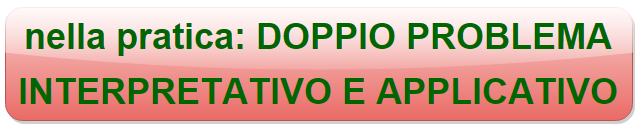 nella pratica: DOPPIO PROBLEMA
INTERPRETATIVO E APPLICATIVO